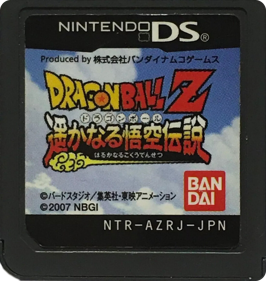 NINTENDO DS
Produced by 株式会社バンダイナムコゲームス
DRAGON BALL Z
ドラゴンボール
遥かなる悟空伝説
はるかなるごくうでんせつ
©バードスタジオ/集英社・東映アニメーション
©2007 NBGI
BAN
DAI
NTR-AZRJ-JPN